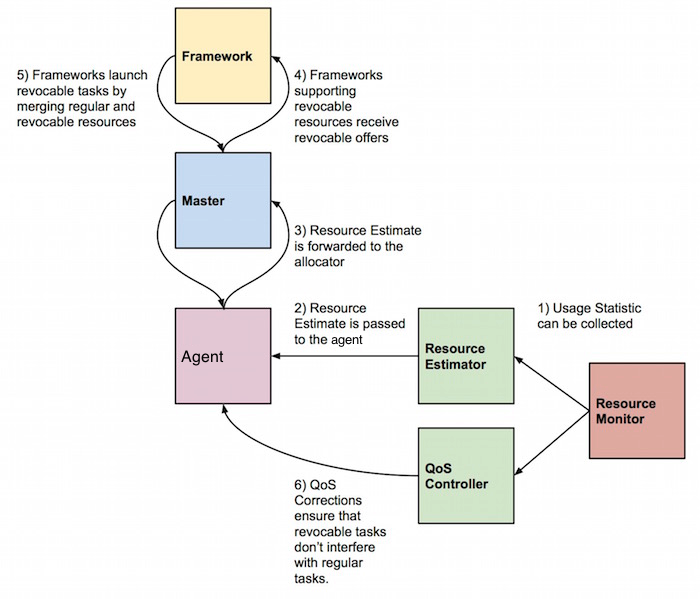 Framework
5) Frameworks launch
revocable tasks by
merging regular and
revocable resources
4) Frameworks
supporting
revocable
resources receive
revocable offers
Master
3) Resource Estimate
is forwarded to the
allocator
Agent
2) Resource
Estimate is passed
to the agent
Resource
Estimator
1) Usage Statistic
can be collected
Resource
Monitor
QoS
Controller
6) QoS
Corrections
ensure that
revocable tasks
don't interfere
with regular
tasks.